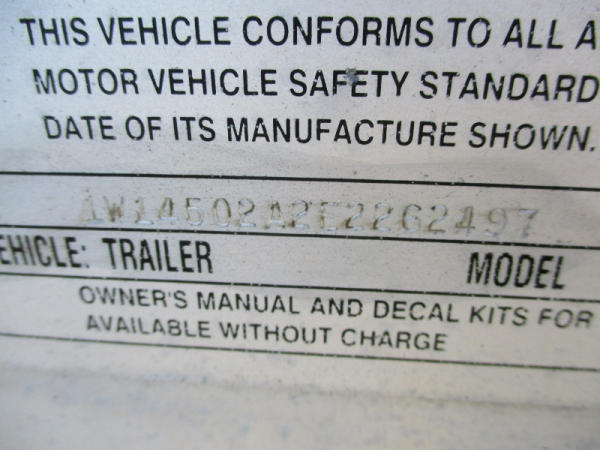 THIS VEHICLE CONFORMS TO ALL A
MOTOR VEHICLE SAFETY STANDARD
DATE OF ITS MANUFACTURE SHOWN.
1W14502A2E2262497
EHICLE: TRAILER MODEL
OWNER'S MANUAL AND DECAL KITS FOR
AVAILABLE WITHOUT CHARGE